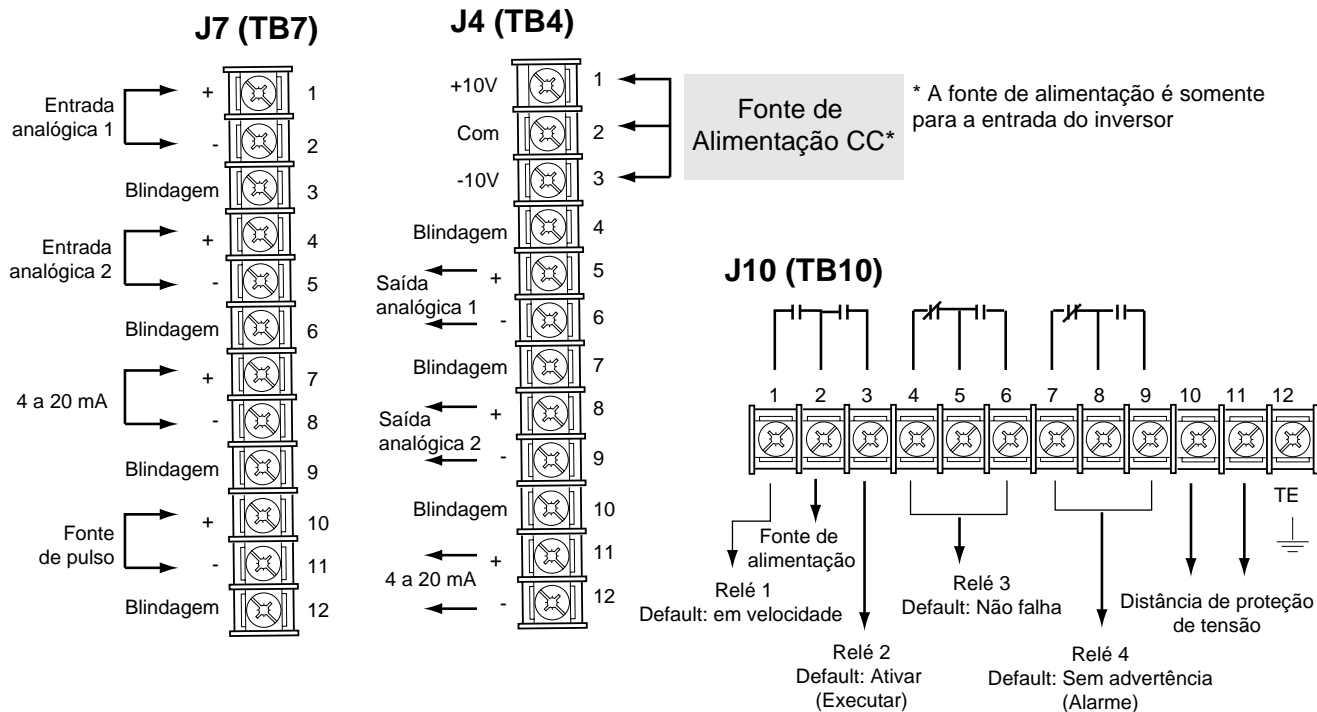 J7 (TB7)
Entrada
analógica 1
+ 1
- 2
Blindagem 3
Entrada
analógica 2
+ 4
- 5
Blindagem 6
4 a 20 mA
+ 7
- 8
Blindagem 9
Fonte
de pulso
+ 10
- 11
Blindagem 12
J4 (TB4)
+10V 1
Com 2
-10V 3
Blindagem 4
Saída
analógica 1
+ 5
- 6
Blindagem 7
Saída
analógica 2
+ 8
- 9
Blindagem 10
4 a 20 mA
+ 11
- 12
Fonte de
Alimentação CC*
* A fonte de alimentação é somente
para a entrada do inversor
J10 (TB10)
1 2 3 4 5 6 7 8 9 10 11 12
TE
Fonte de
alimentação
Relé 1
Default: em velocidade
Relé 2
Default: Ativar
(Executar)
Relé 3
Default: Não falha
Relé 4
Default: Sem advertência
(Alarme)
Distância de proteção
de tensão